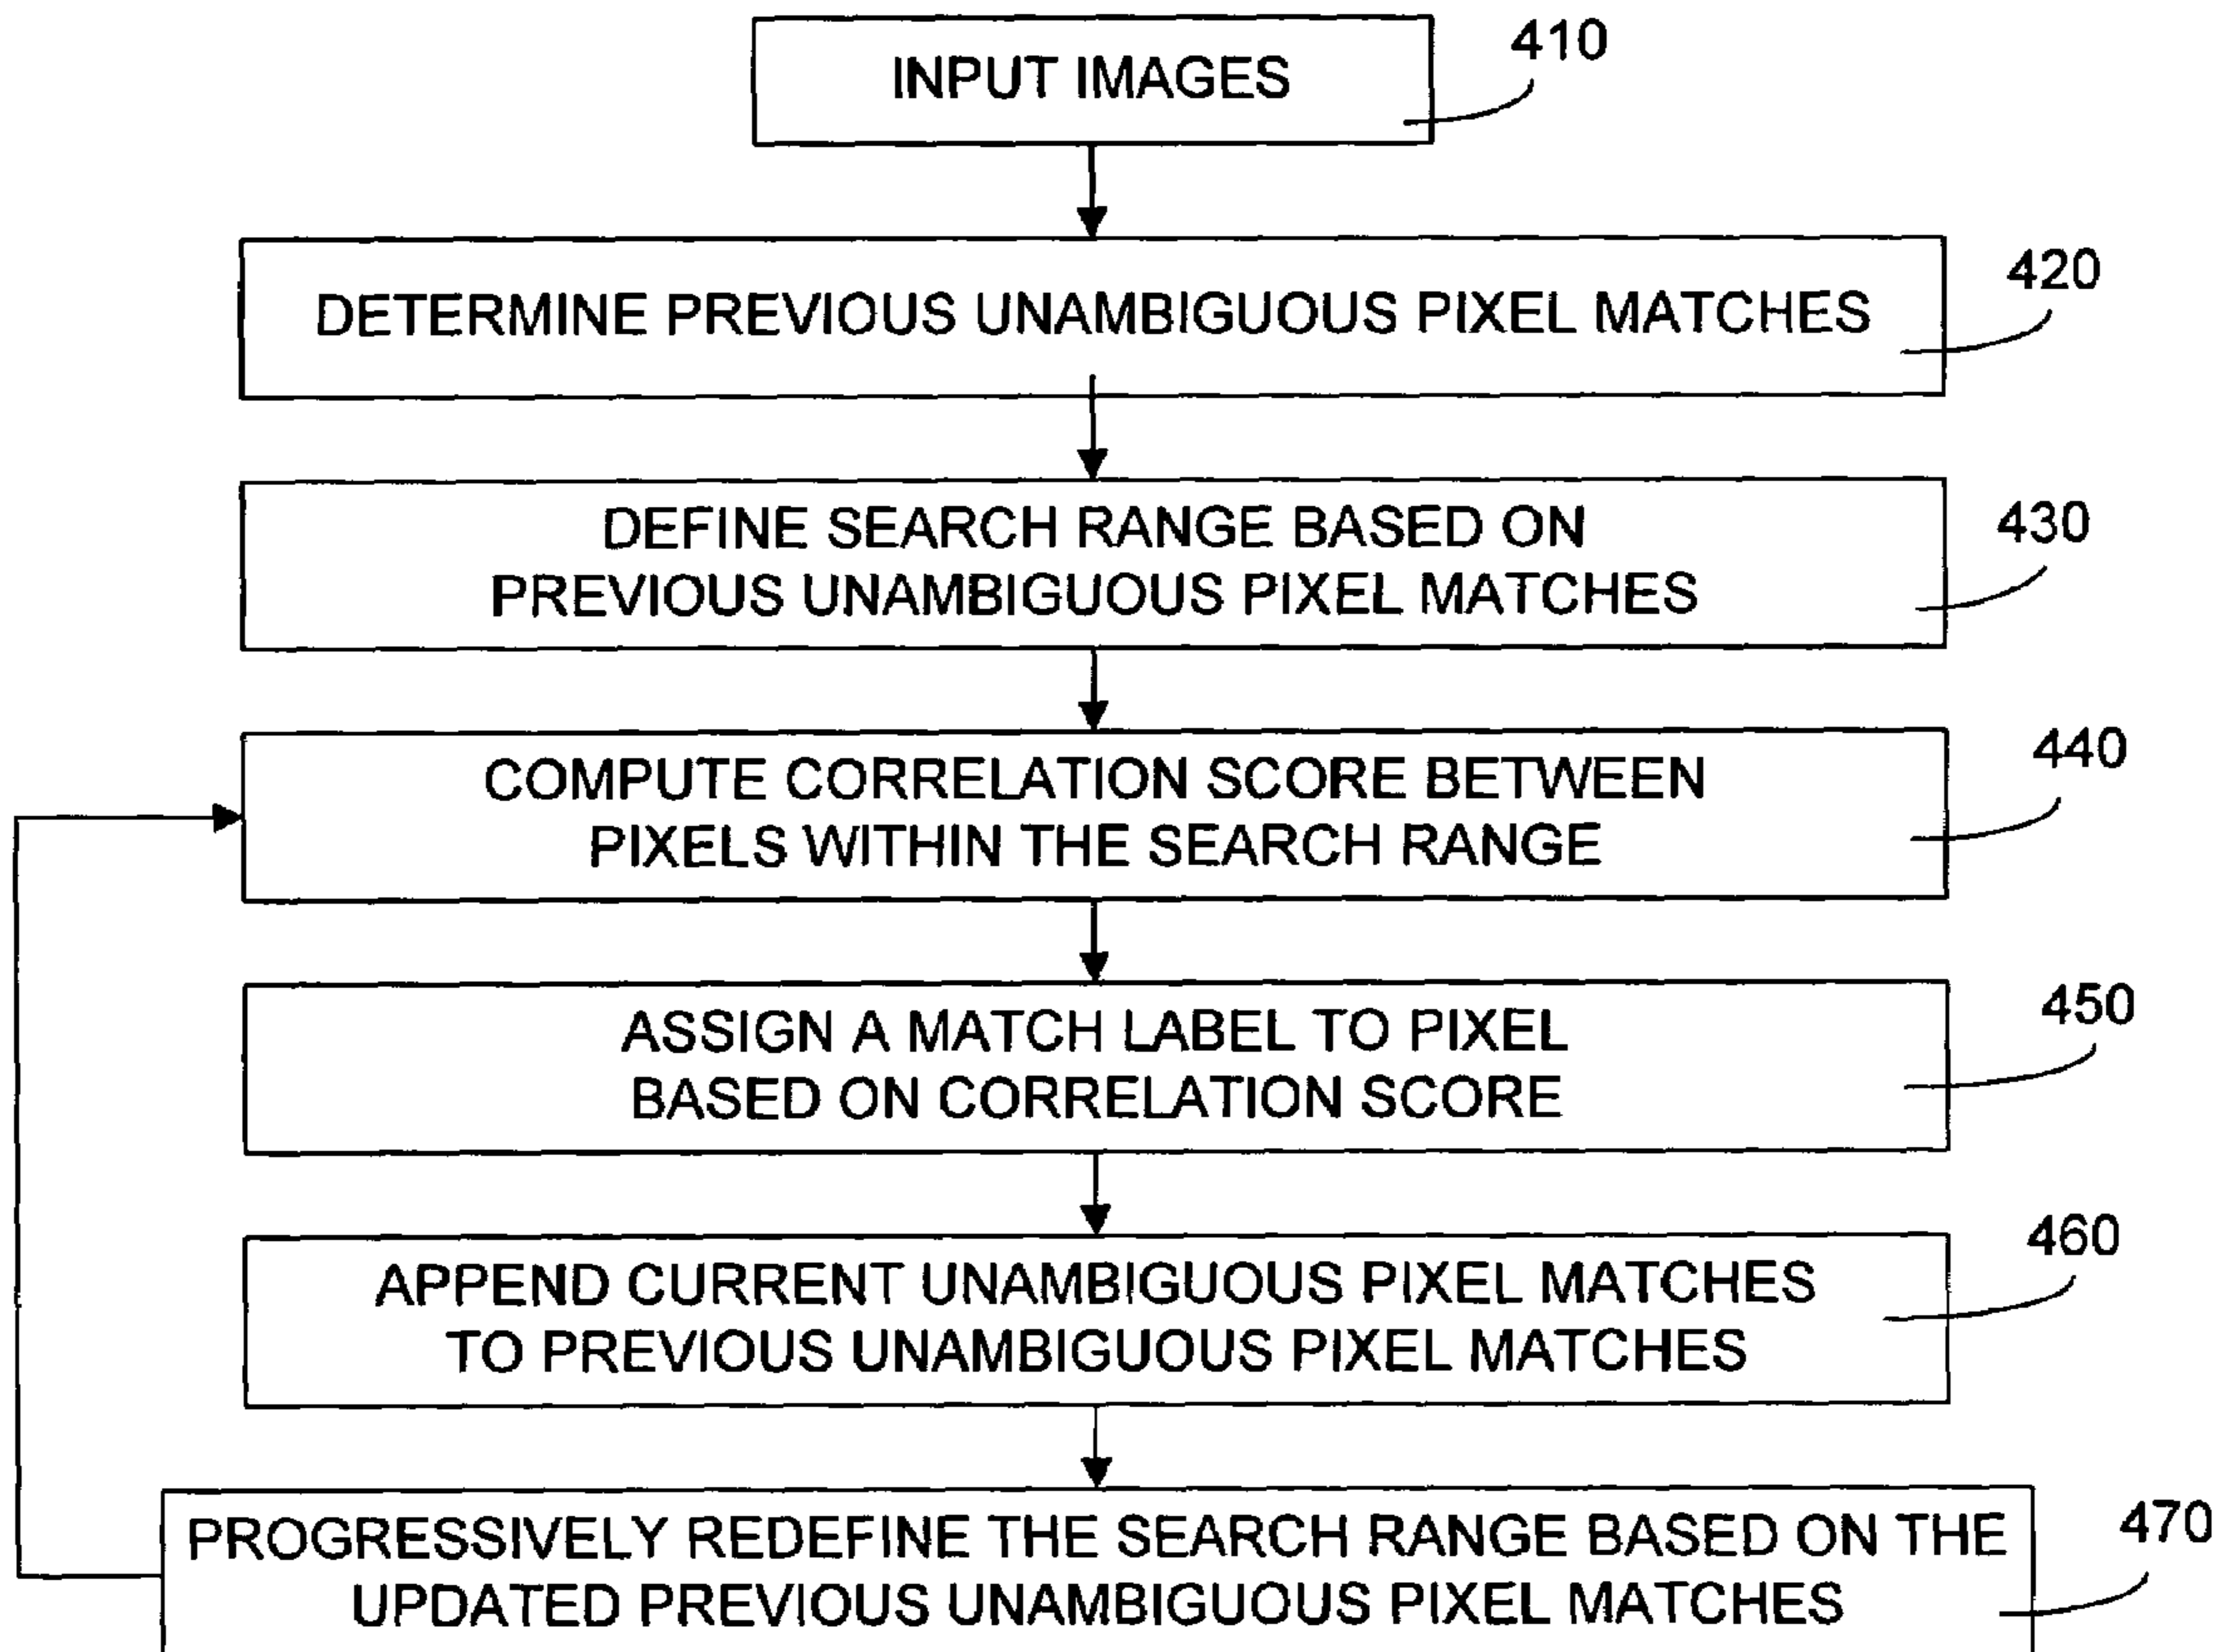 INPUT IMAGES
410
DETERMINE PREVIOUS UNAMBIGUOUS PIXEL MATCHES
420
DEFINE SEARCH RANGE BASED ON
PREVIOUS UNAMBIGUOUS PIXEL MATCHES
430
COMPUTE CORRELATION SCORE BETWEEN
PIXELS WITHIN THE SEARCH RANGE
440
ASSIGN A MATCH LABEL TO PIXEL
BASED ON CORRELATION SCORE
450
APPEND CURRENT UNAMBIGUOUS PIXEL MATCHES
TO PREVIOUS UNAMBIGUOUS PIXEL MATCHES
460
PROGRESSIVELY REDEFINE THE SEARCH RANGE BASED ON THE
UPDATED PREVIOUS UNAMBIGUOUS PIXEL MATCHES
470